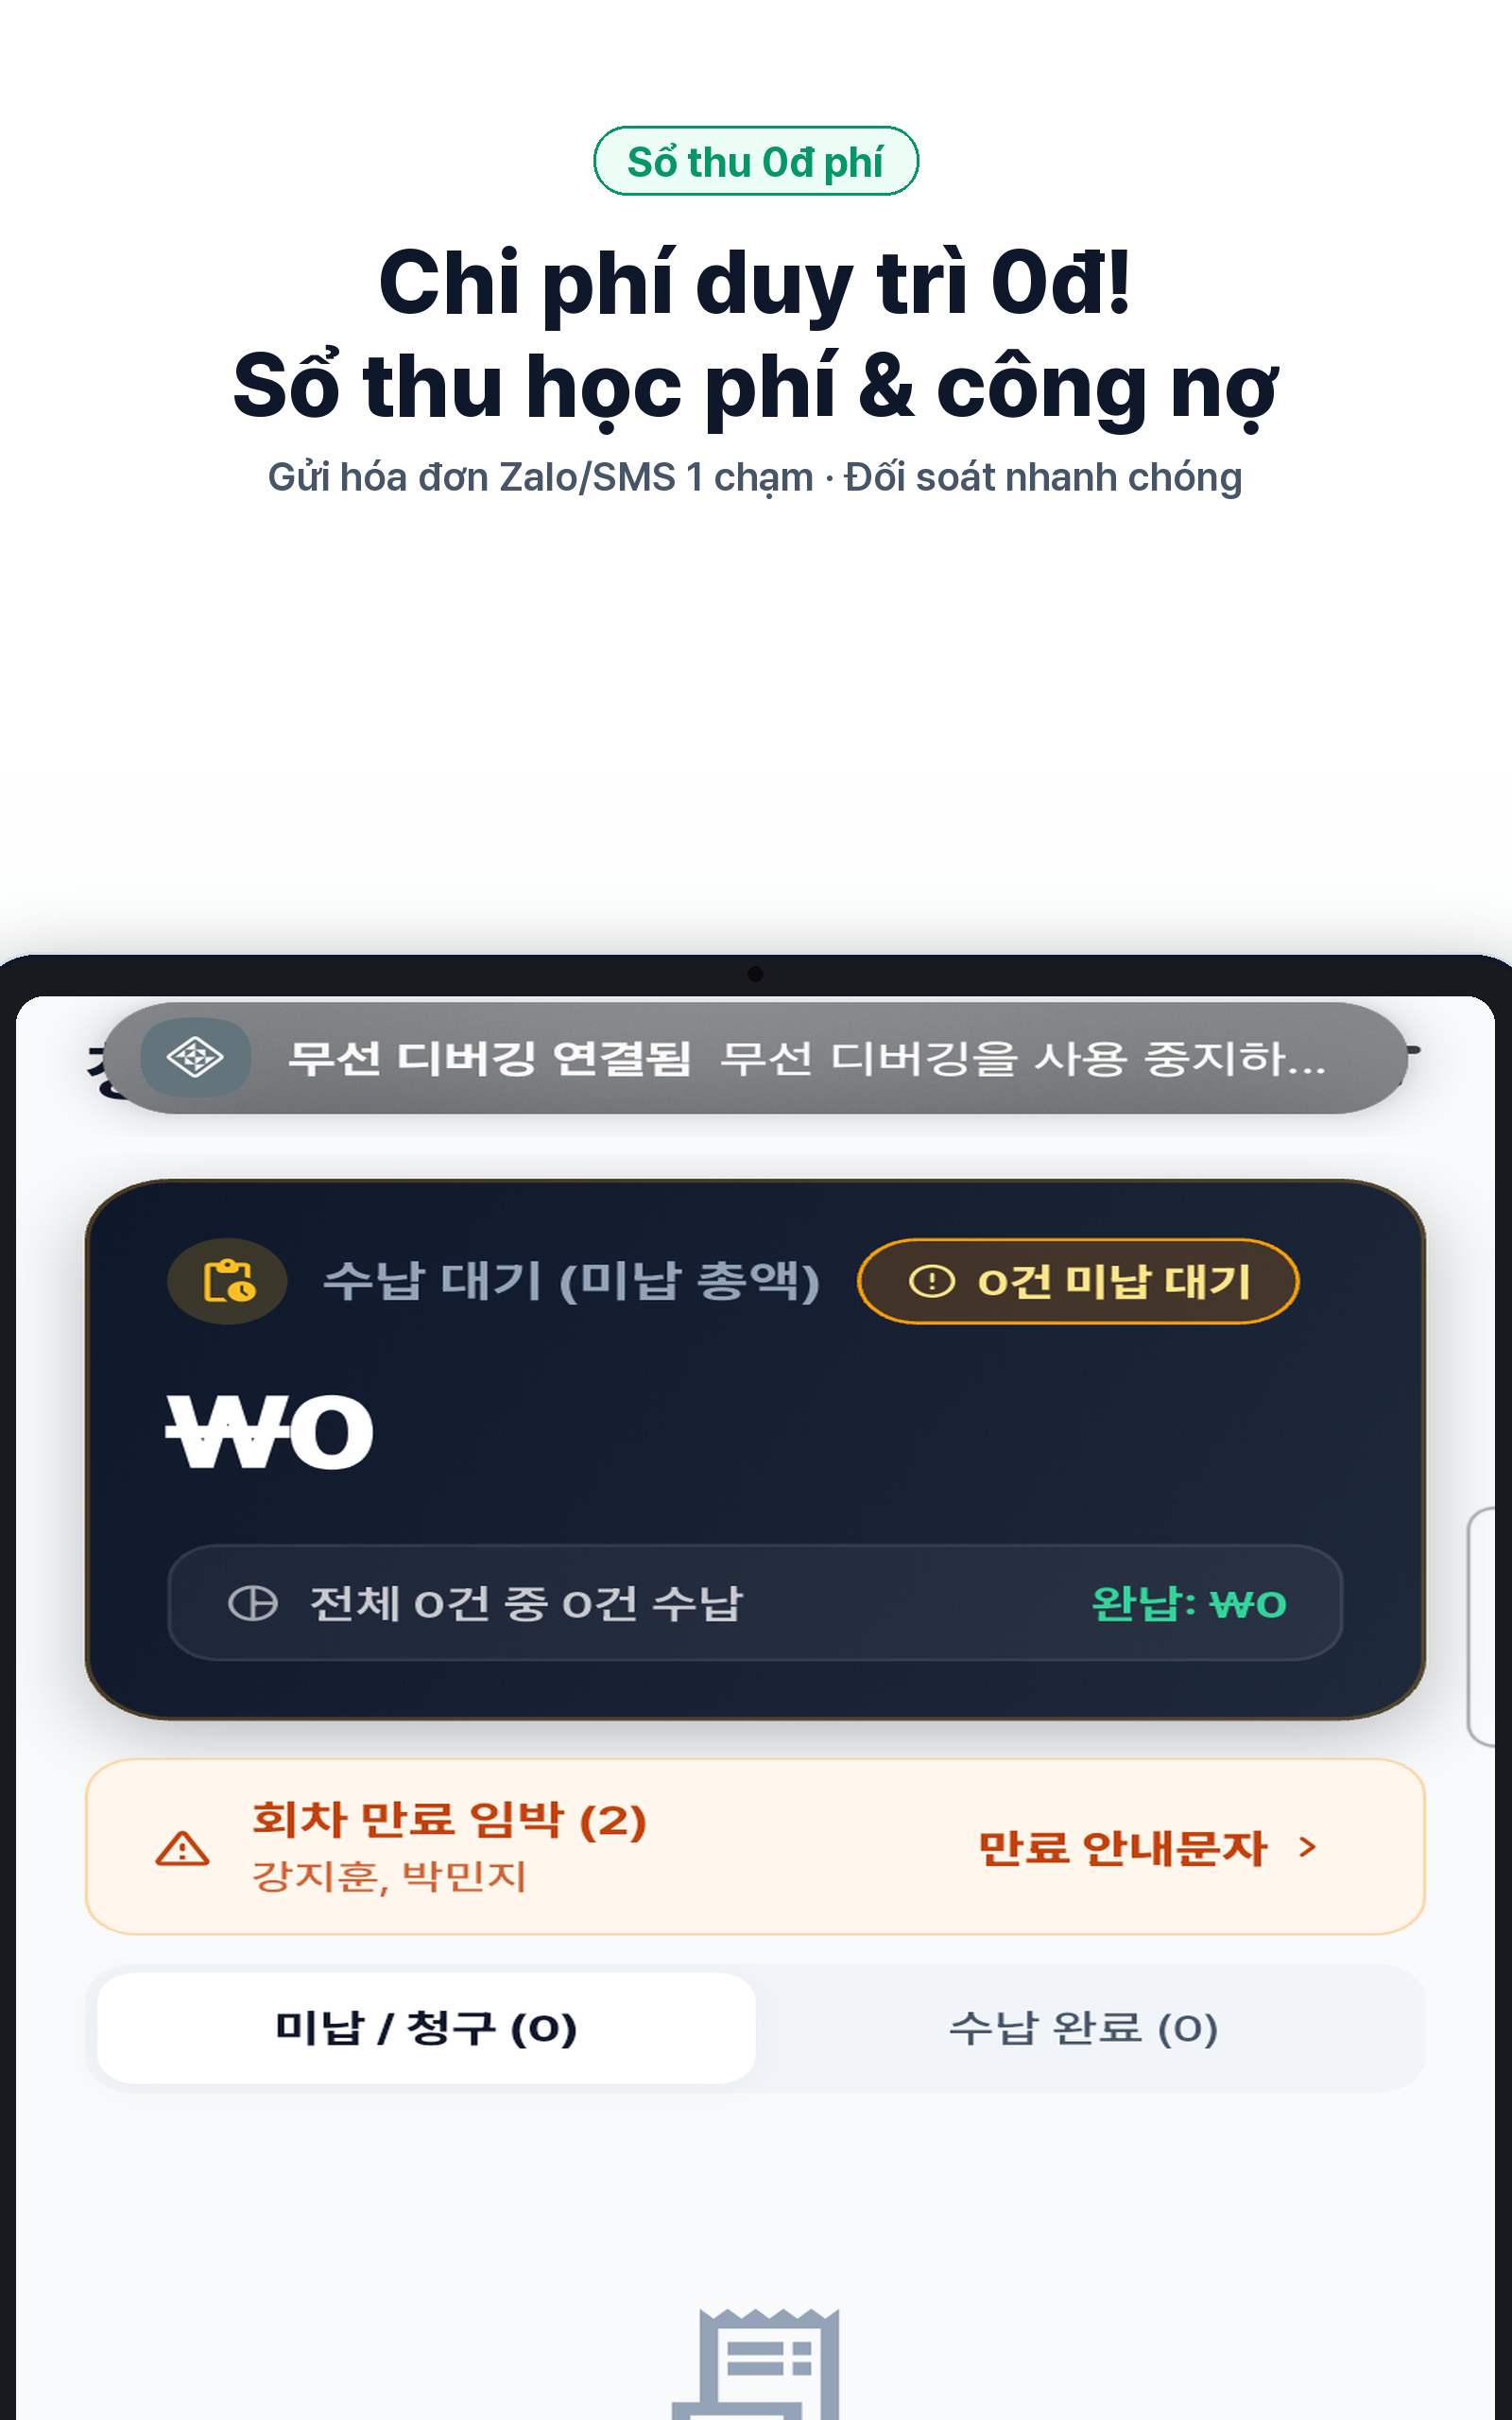 Sổ thu 0đ phí
Chi phí duy trì 0đ!
Sổ thu học phí & công nợ
Gửi hóa đơn Zalo/SMS 1 chạm · Đối soát nhanh chóng
무선 디버깅 연결됨 무선 디버깅을 사용 중지하...
수납 대기 (미납 총액)
0건 미납 대기
₩0
전체 0건 중 0건 수납
완납: ₩0
회차 만료 임박 (2)
강지훈, 박민지
만료 안내문자 >
미납 / 청구 (0)
수납 완료 (0)